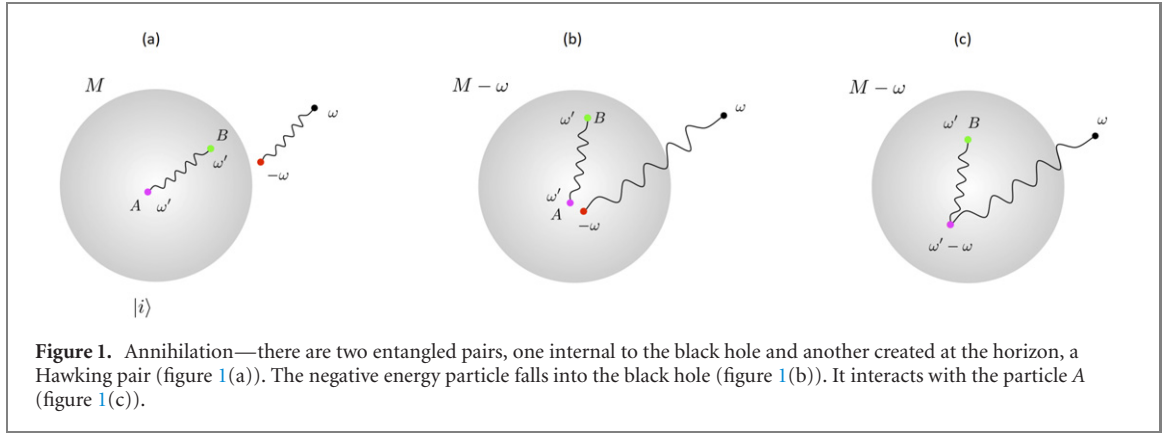 (a)
(b)
(c)
M
ω
B
ω′
−ω
A ω′
|i⟩
M − ω
ω
ω′ B
ω′
A
−ω
M − ω
ω
ω′ B
ω′ − ω
Figure 1. Annihilation—there are two entangled pairs, one internal to the black hole and another created at the horizon, a
Hawking pair (figure 1(a)). The negative energy particle falls into the black hole (figure 1(b)). It interacts with the particle A
(figure 1(c)).